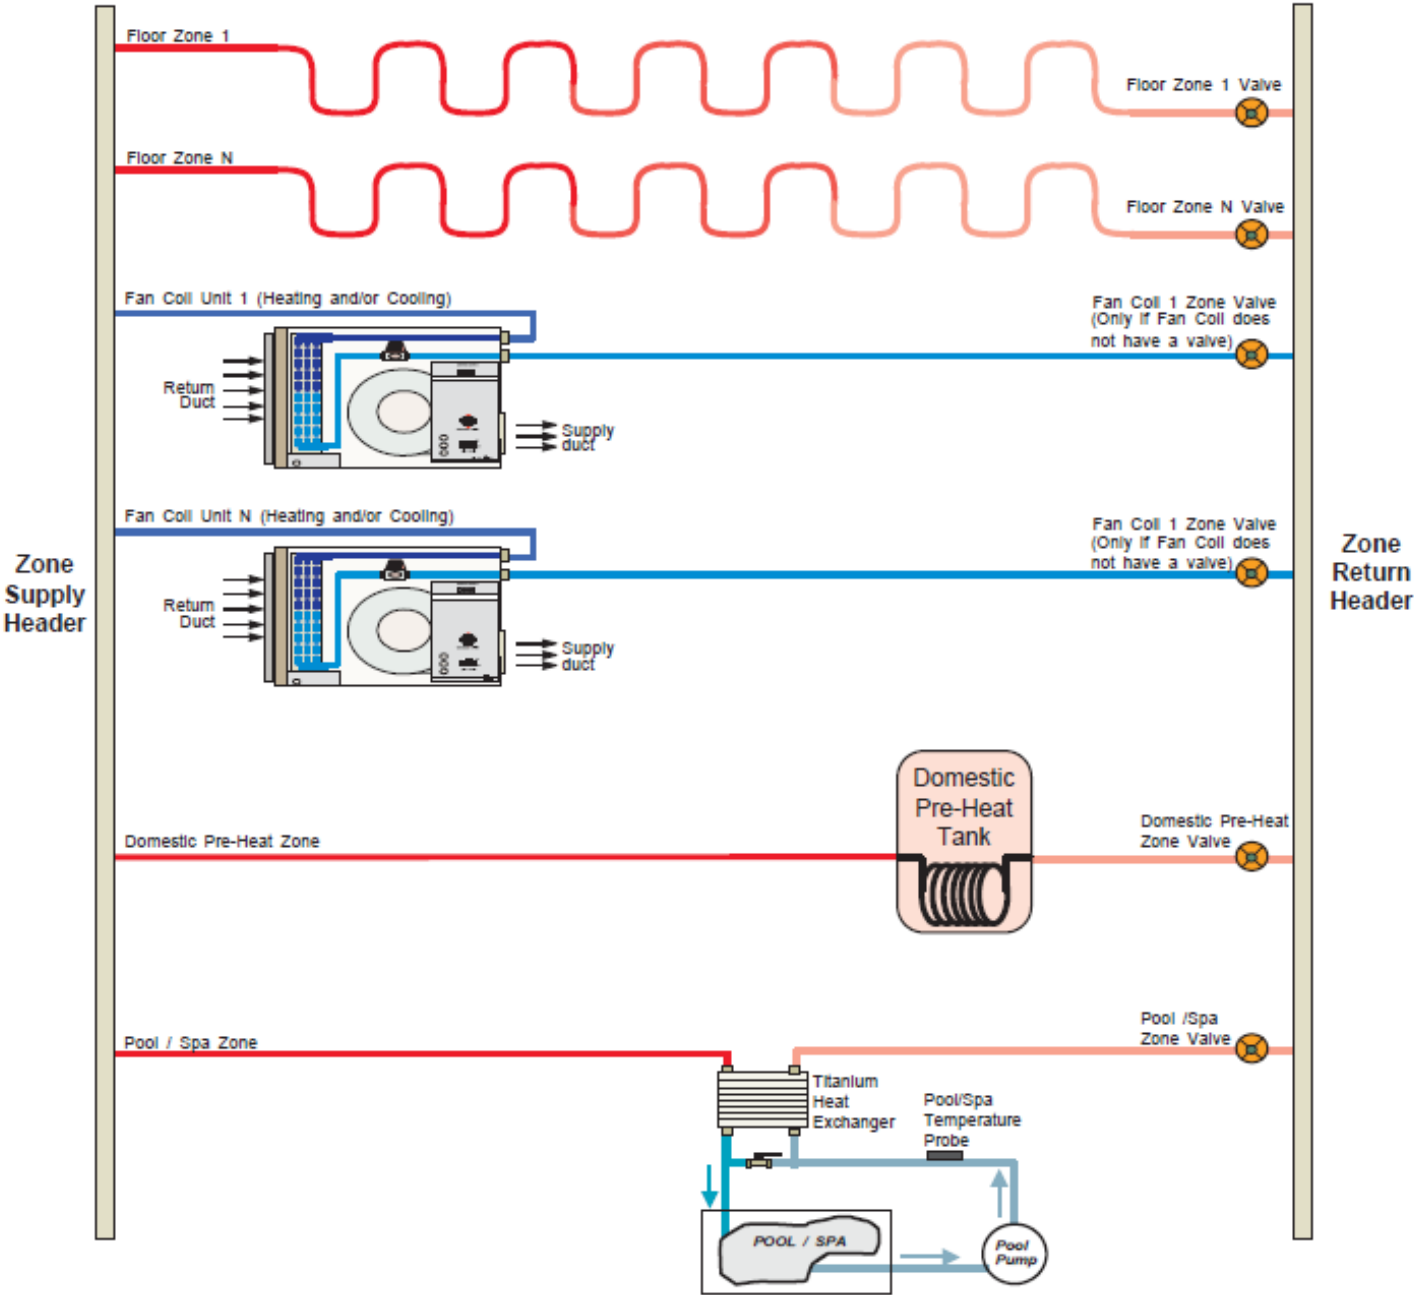 Floor Zone 1
Floor Zone 1 Valve
Floor Zone N
Floor Zone N Valve
Fan Coil Unit 1 (Heating and/or Cooling)
Fan Coil 1 Zone Valve
(Only if Fan Coil does
not have a valve)
Return
Duct
Supply
duct
Fan Coil Unit N (Heating and/or Cooling)
Fan Coil 1 Zone Valve
(Only if Fan Coil does
not have a valve)
Return
Duct
Supply
duct
Zone
Supply
Header
Zone
Return
Header
Domestic
Pre-Heat
Tank
Domestic Pre-Heat Zone
Domestic Pre-Heat
Zone Valve
Pool / Spa Zone
Pool /Spa
Zone Valve
Titanium
Heat
Exchanger
Pool/Spa
Temperature
Probe
POOL / SPA
Pool
Pump